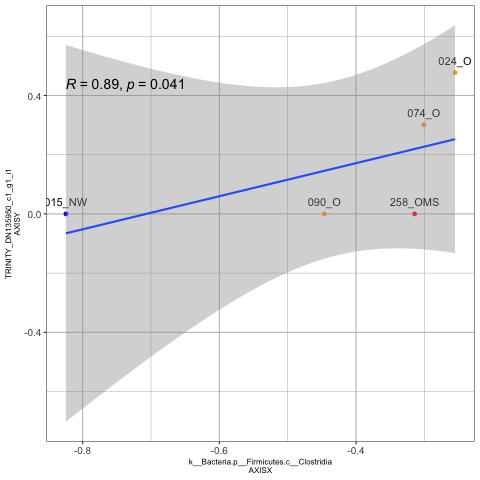 024_O
R = 0.89, p = 0.041
074_O
015_NW
090_O
258_OMS
0.4
0.0
-0.4
-0.8
-0.6
-0.4
TRINITY_DN135950_c1_g1_i1
AXISY
k__Bacteria.p__Firmicutes.c__Clostridia
AXISX